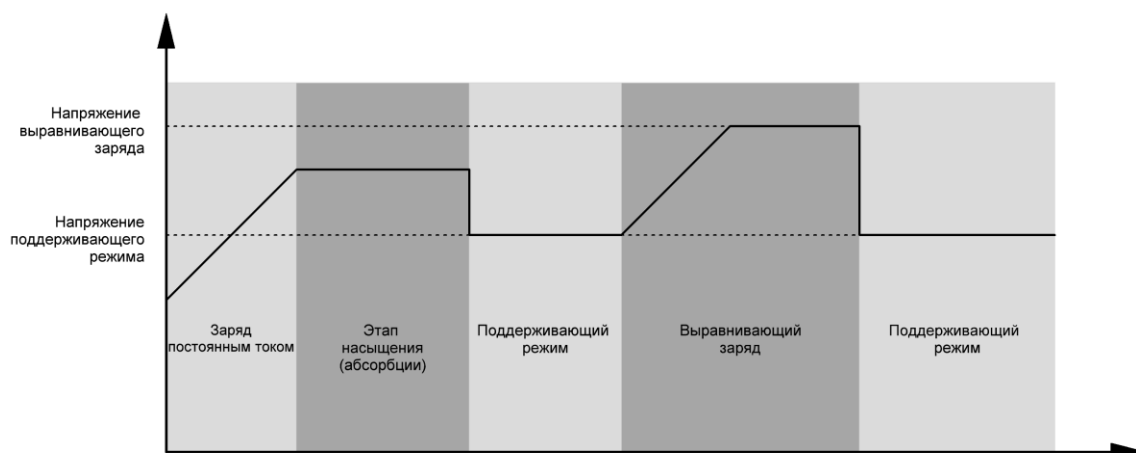 Напряжение
выравнивающего
заряда
Напряжение
поддерживающего
режима
Заряд
постоянным током
Этап
насыщения
(абсорбции)
Поддерживающий
режим
Выравнивающий
заряд
Поддерживающий
режим